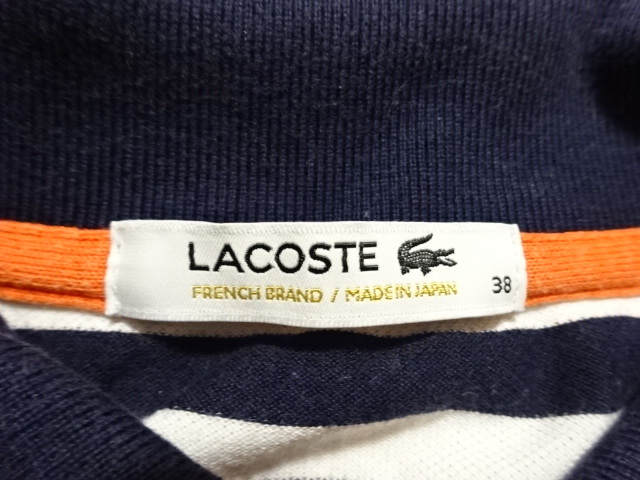 LACOSTE
FRENCH BRAND / MADE IN JAPAN
38